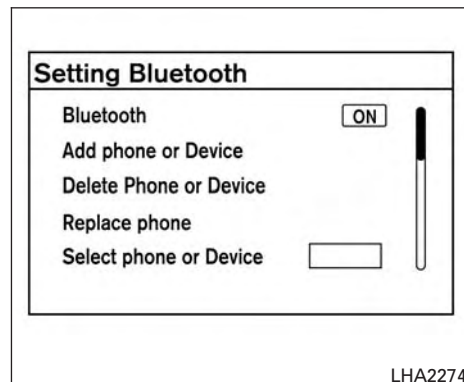 Setting Bluetooth
Bluetooth ON
Add phone or Device
Delete Phone or Device
Replace phone
Select phone or Device
LHA2274